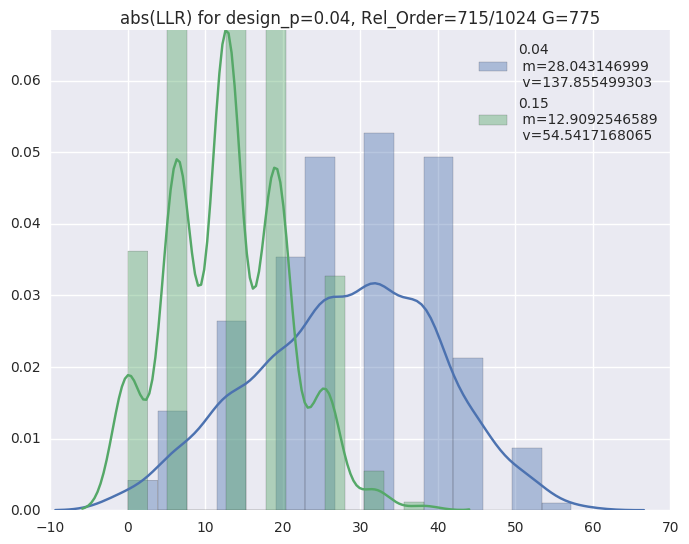 abs(LLR) for design_p=0.04, Rel_Order=715/1024 G=775
0.04
m=28.043146999
v=137.855499303
0.15
m=12.9092546589
v=54.5417168065
0.06
0.05
0.04
0.03
0.02
0.01
0.00
−10 0 10 20 30 40 50 60 70